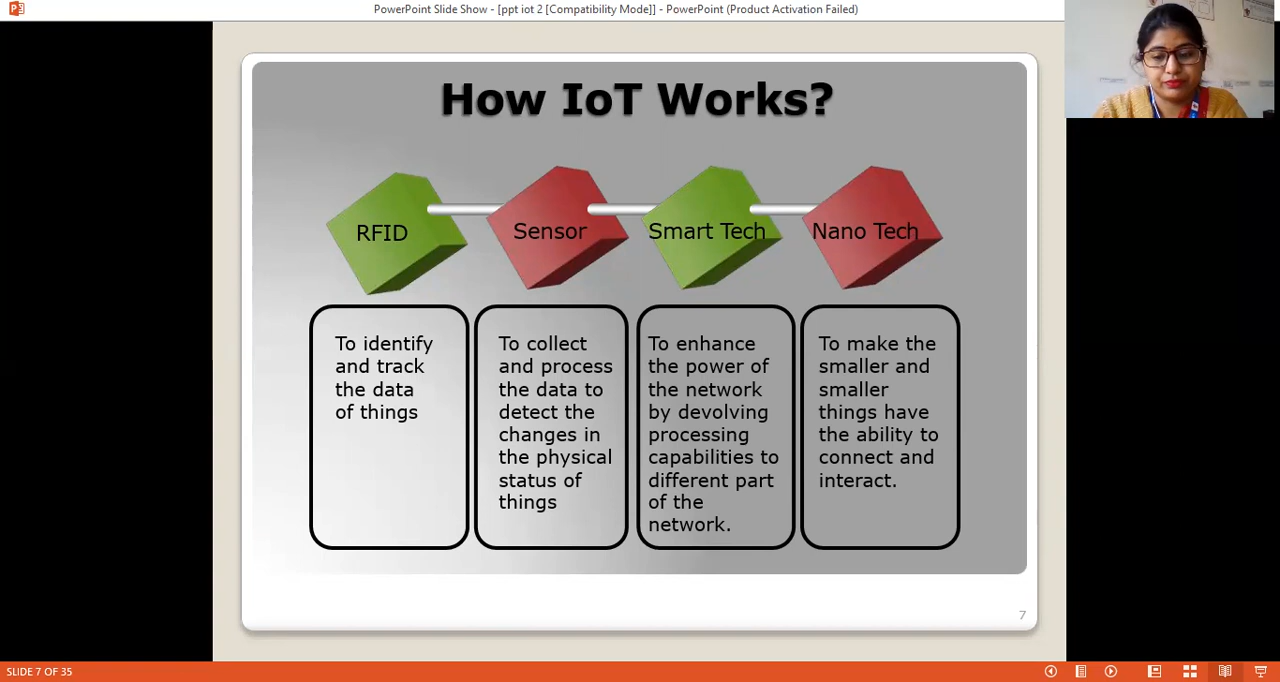 PowerPoint Slide Show - [ppt iot 2 [Compatibility Mode]] - PowerPoint (Product Activation Failed)
How IoT Works?
RFID
Sensor
Smart Tech
Nano Tech
To identify
and track
the data
of things
To collect
and process
the data to
detect the
changes in
the physical
status of
things
To enhance
the power of
the network
by devolving
processing
capabilities to
different part
of the
network.
To make the
smaller and
smaller
things have
the ability to
connect and
interact.
7
SLIDE 7 OF 35